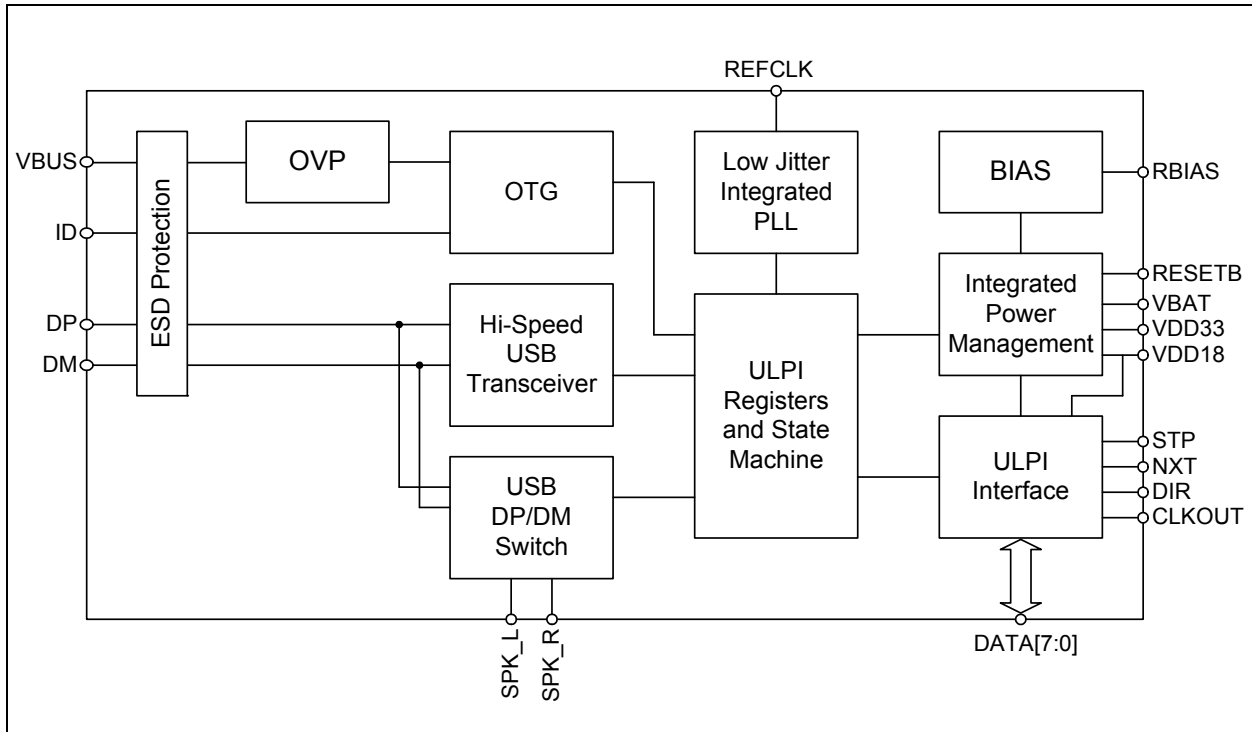 REFCLK
VBUS
ID
DP
DM
ESD Protection
OVP
OTG
Low Jitter
Integrated
PLL
BIAS
RBIAS
Hi-Speed
USB
Transceiver
ULPI
Registers
and State
Machine
Integrated
Power
Management
RESETB
VBAT
VDD33
VDD18
USB
DP/DM
Switch
ULPI
Interface
STP
NXT
DIR
CLKOUT
SPK_L
SPK_R
DATA[7:0]